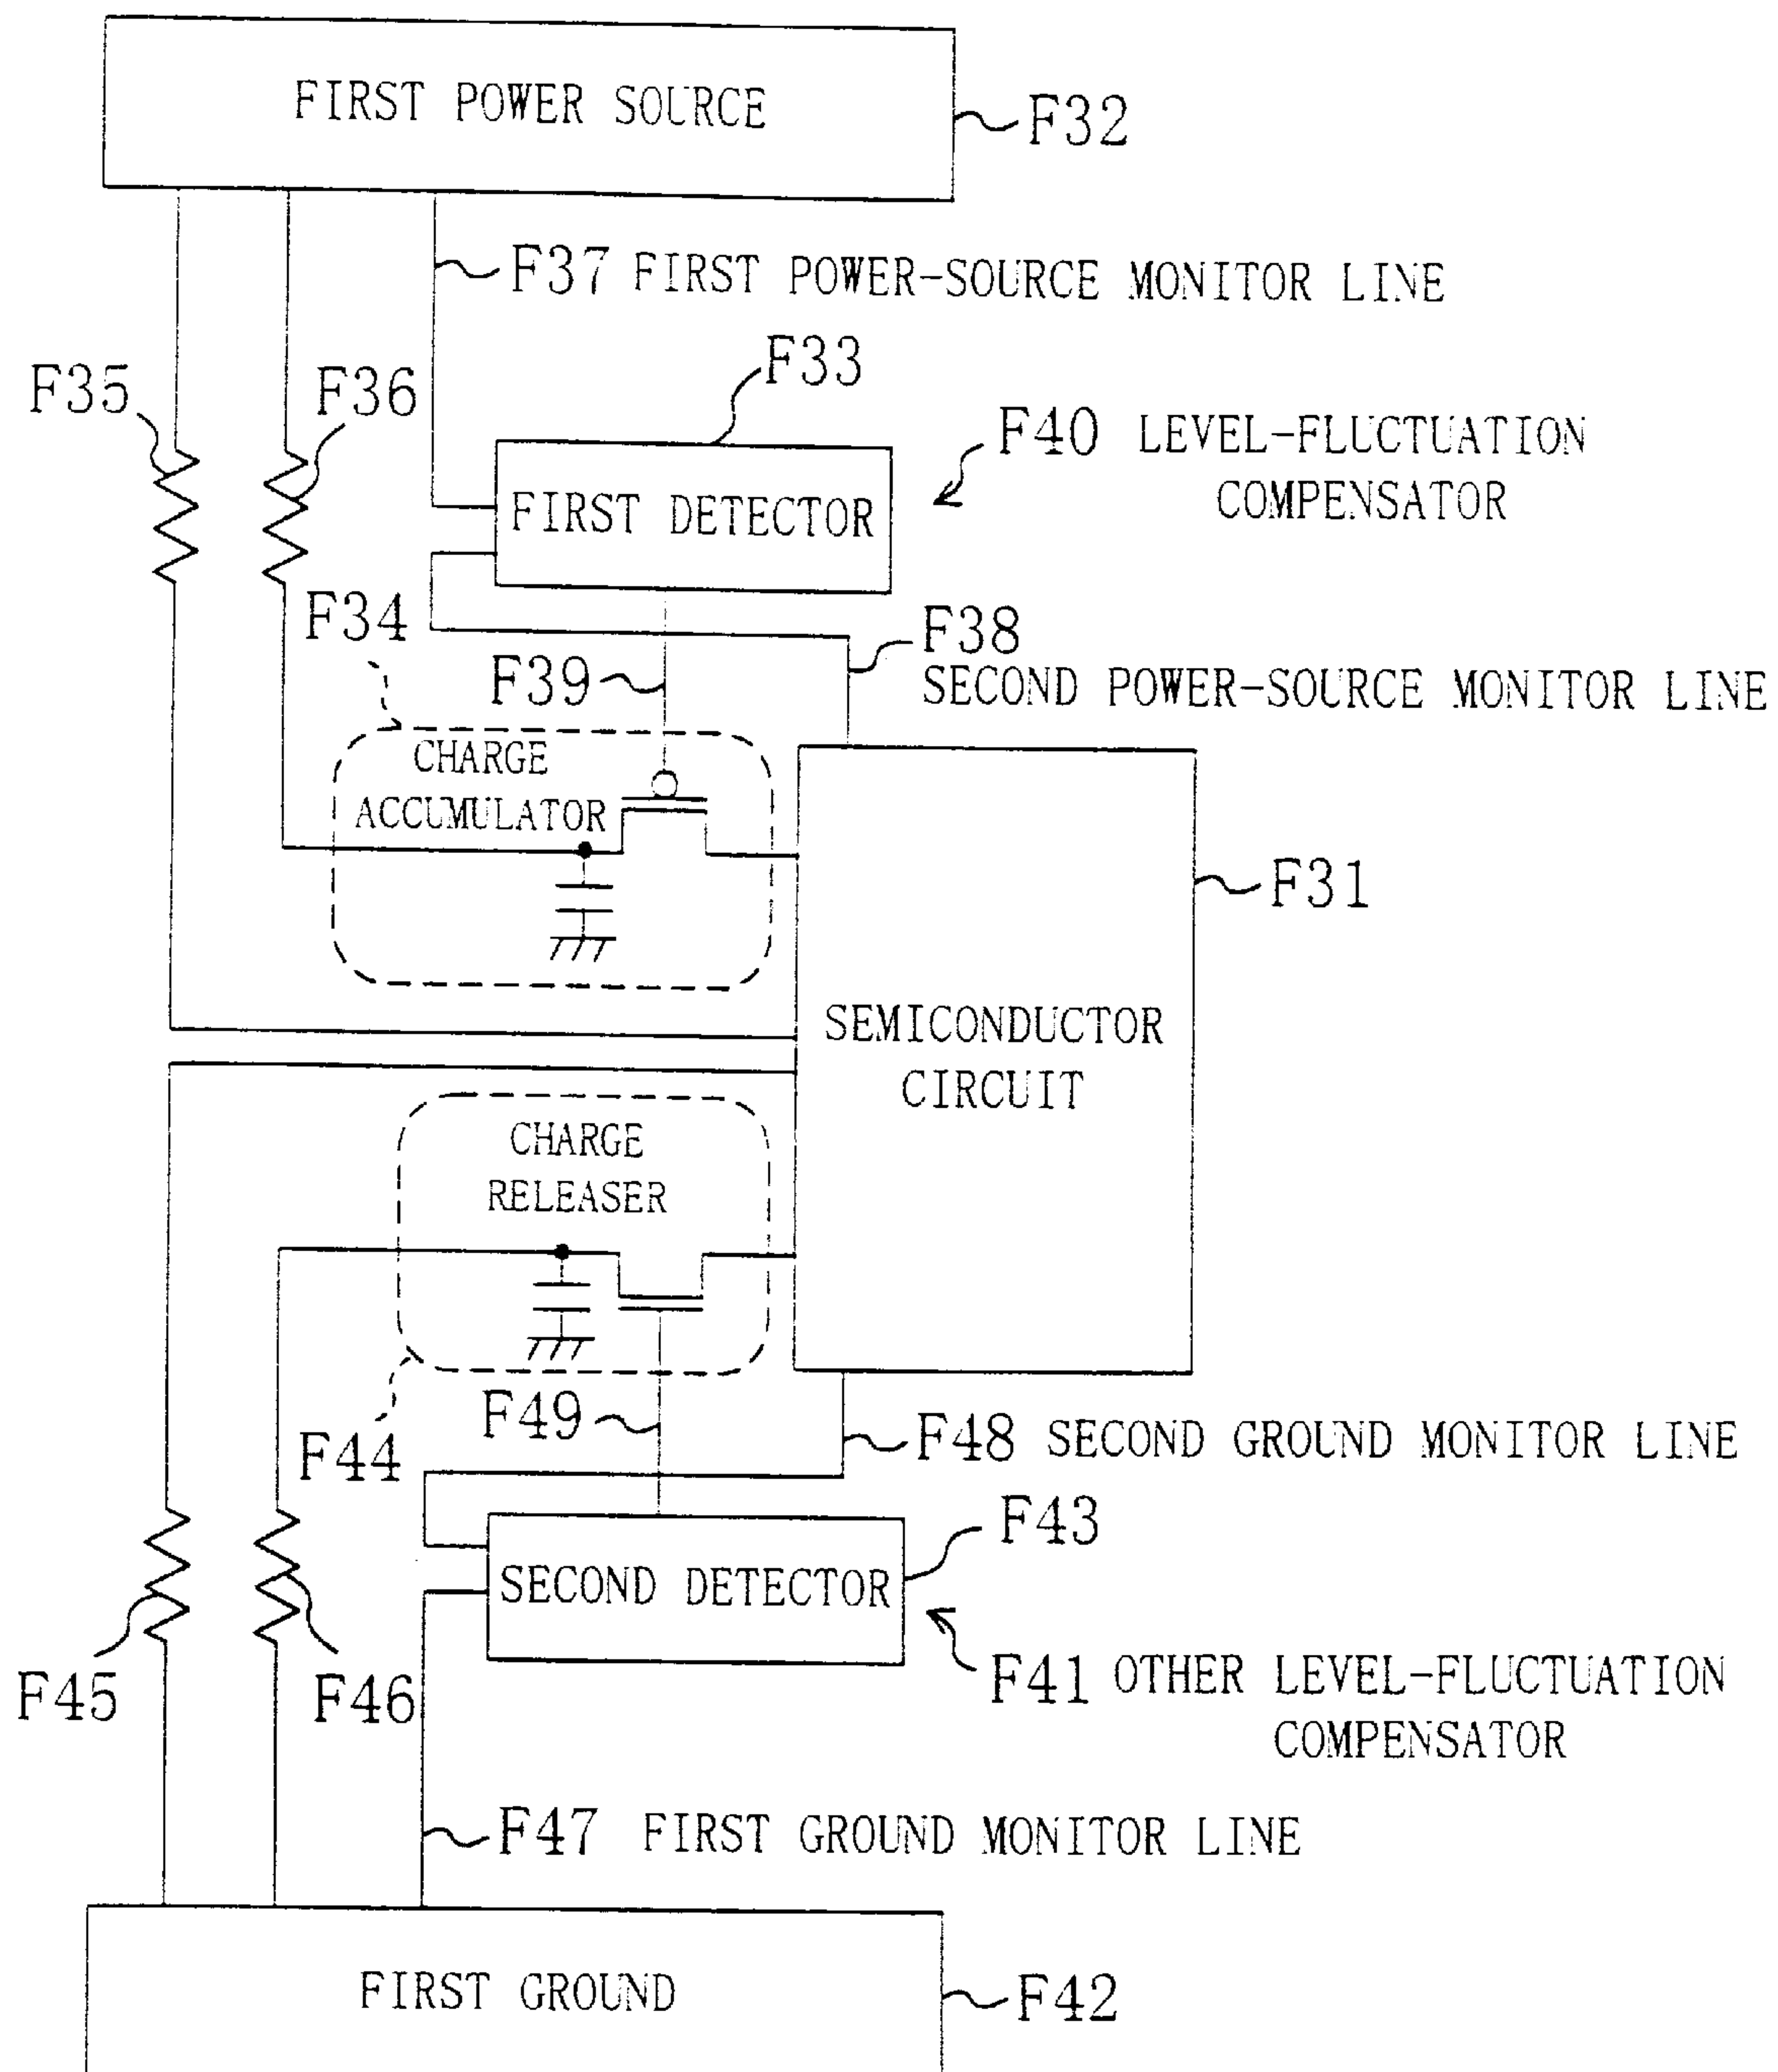 FIRST POWER SOURCE
F32
F37 FIRST POWER-SOURCE MONITOR LINE
F33
F35
F36
F40 LEVEL-FLUCTUATION
COMPENSATOR
FIRST DETECTOR
F34
F38
F39
SECOND POWER-SOURCE MONITOR LINE
CHARGE
ACCUMULATOR
F31
SEMICONDUCTOR
CIRCUIT
CHARGE
RELEASER
F49
F44
F48 SECOND GROUND MONITOR LINE
F43
SECOND DETECTOR
F45
F46
F41 OTHER LEVEL-FLUCTUATION
COMPENSATOR
F47 FIRST GROUND MONITOR LINE
FIRST GROUND
F42